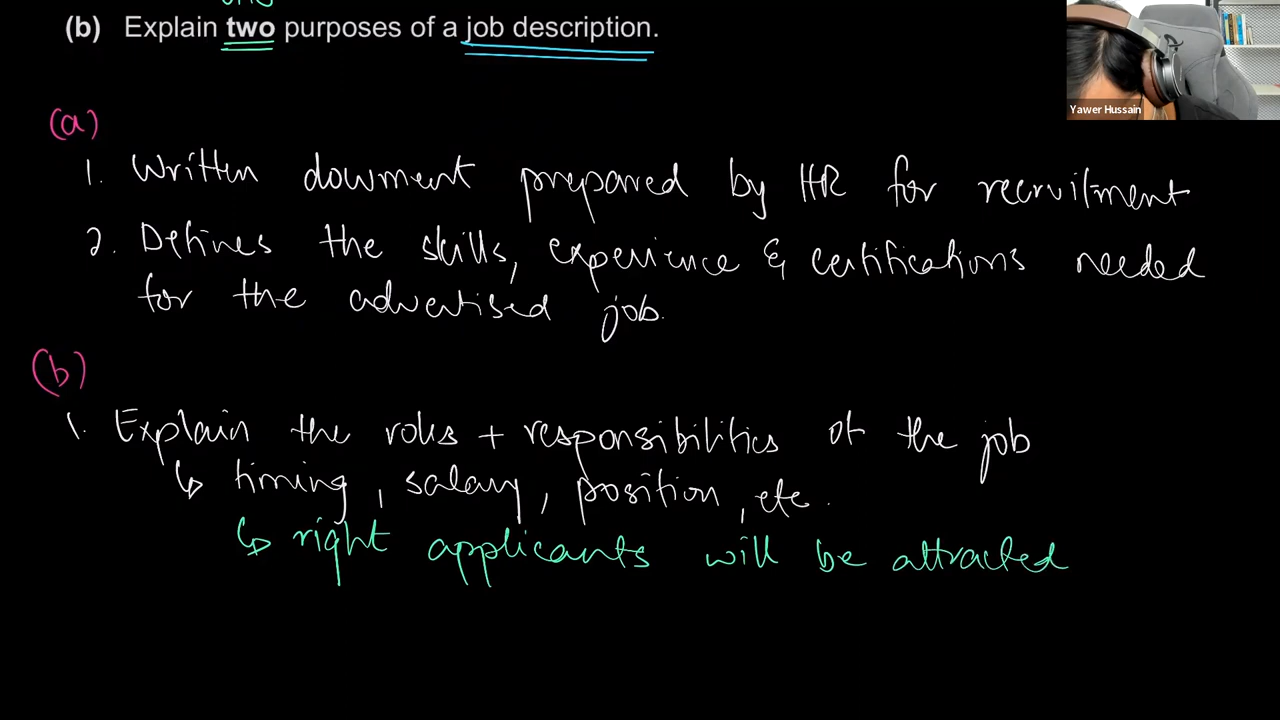 (b) Explain two purposes of a job description.
Yawer Hussain
(a)
1. Written document prepared by HR for recruitment
2. Defines the skills, experience & certifications needed
for the advertised job.
(b)
1. Explain the roles + responsibilities of the job
↳ timing, salary, position, etc.
↳ right applicants will be attracted